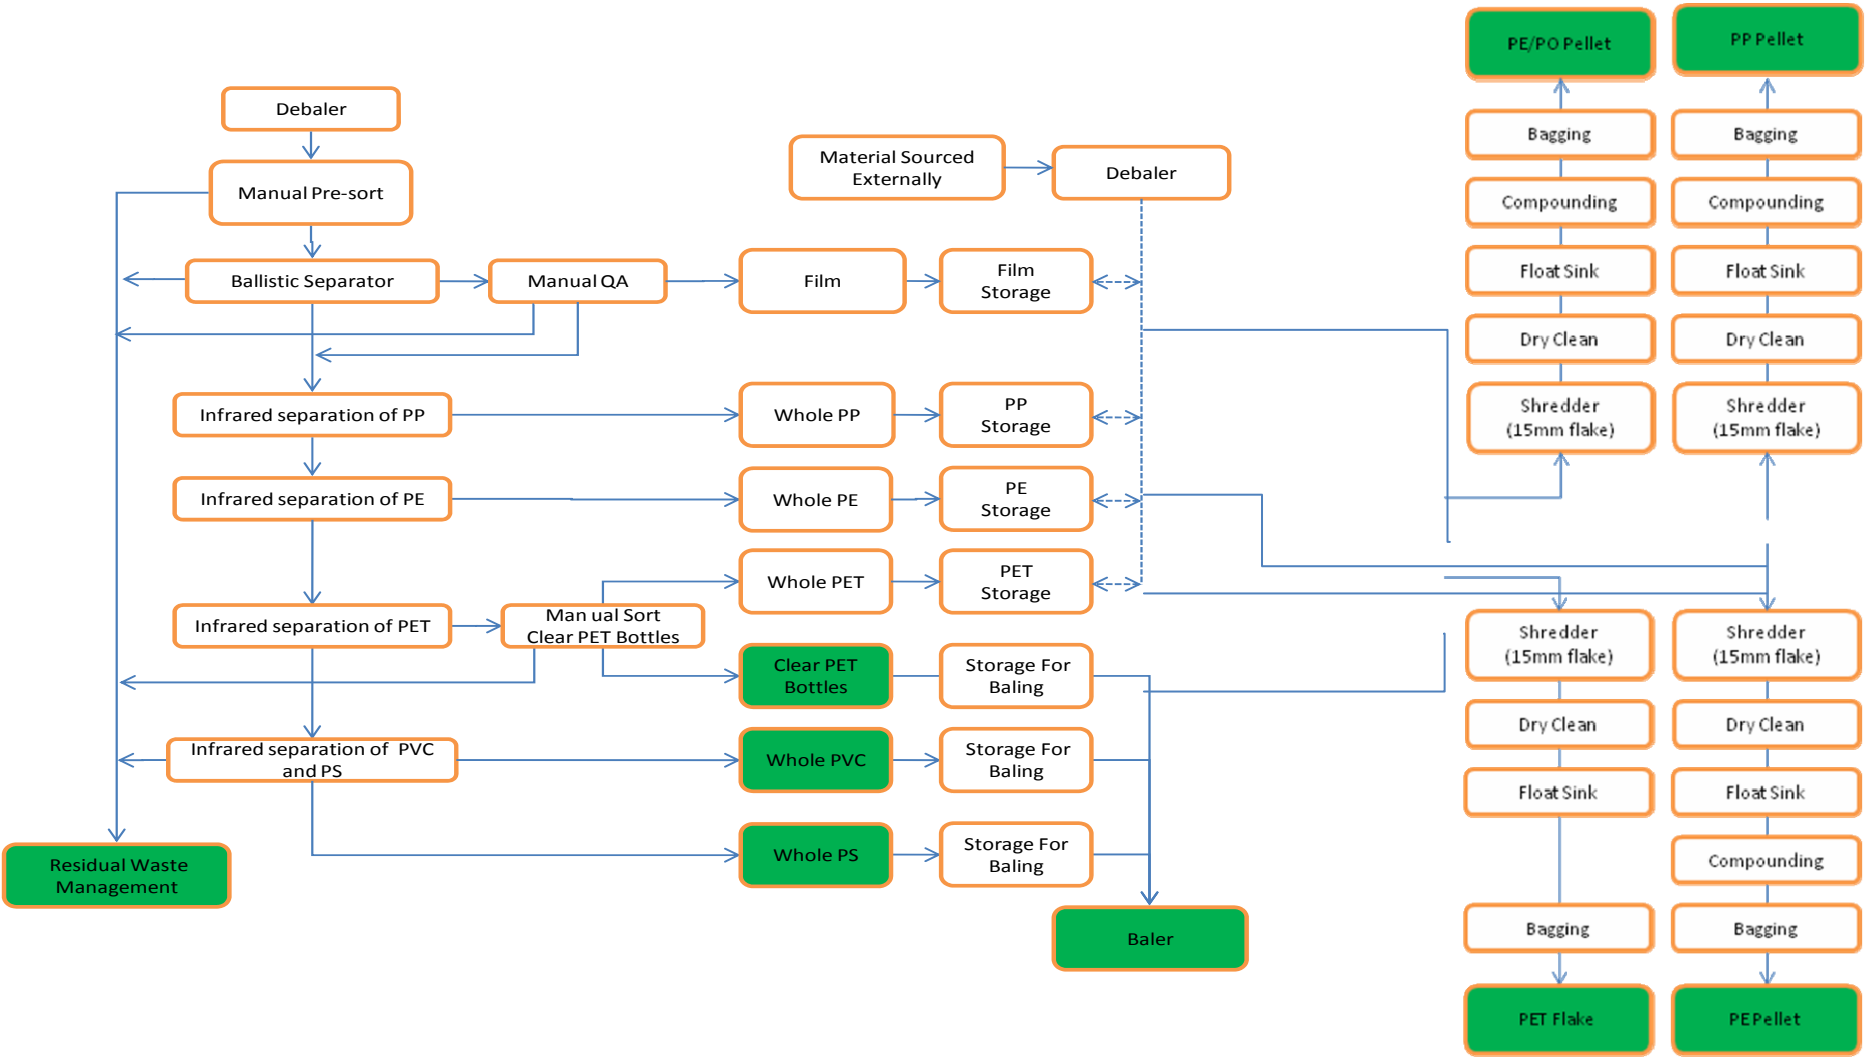 Debaler
Manual Pre-sort
Ballistic Separator
Manual QA
Film
Film
Storage
Material Sourced
Externally
Debaler
Infrared separation of PP
Whole PP
PP
Storage
Infrared separation of PE
Whole PE
PE
Storage
Whole PET
PET
Storage
Infrared separation of PET
Man ual Sort
Clear PET Bottles
Clear PET
Bottles
Storage For
Baling
Infrared separation of PVC
and PS
Whole PVC
Storage For
Baling
Whole PS
Storage For
Baling
Residual Waste
Management
Baler
PE/PO Pellet
Bagging
Compounding
Float Sink
Dry Clean
Shredder
(15mm flake)
PP Pellet
Bagging
Compounding
Float Sink
Dry Clean
Shredder
(15mm flake)
Shredder
(15mm flake)
Dry Clean
Float Sink
Bagging
PET Flake
Shredder
(15mm flake)
Dry Clean
Float Sink
Compounding
Bagging
PE Pellet